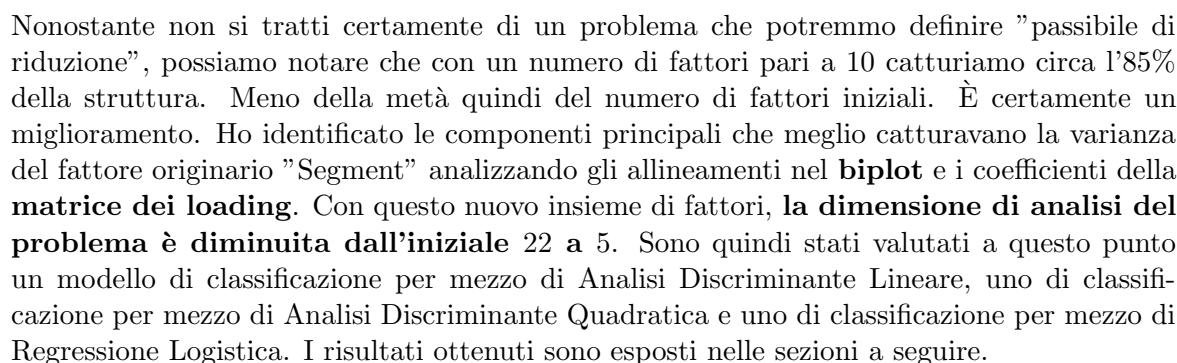 Nonostante non si tratti certamente di un problema che potremmo definire ”passibile di
riduzione”, possiamo notare che con un numero di fattori pari a 10 catturiamo circa l'85%
della struttura. Meno della metà quindi del numero di fattori iniziali. È certamente un
miglioramento. Ho identificato le componenti principali che meglio catturavano la varianza
del fattore originario ”Segment” analizzando gli allineamenti nel biplot e i coefficienti della
matrice dei loading. Con questo nuovo insieme di fattori, la dimensione di analisi del
problema è diminuita dall'iniziale 22 a 5. Sono quindi stati valutati a questo punto
un modello di classificazione per mezzo di Analisi Discriminante Lineare, uno di classifi-
cazione per mezzo di Analisi Discriminante Quadratica e uno di classificazione per mezzo di
Regressione Logistica. I risultati ottenuti sono esposti nelle sezioni a seguire.